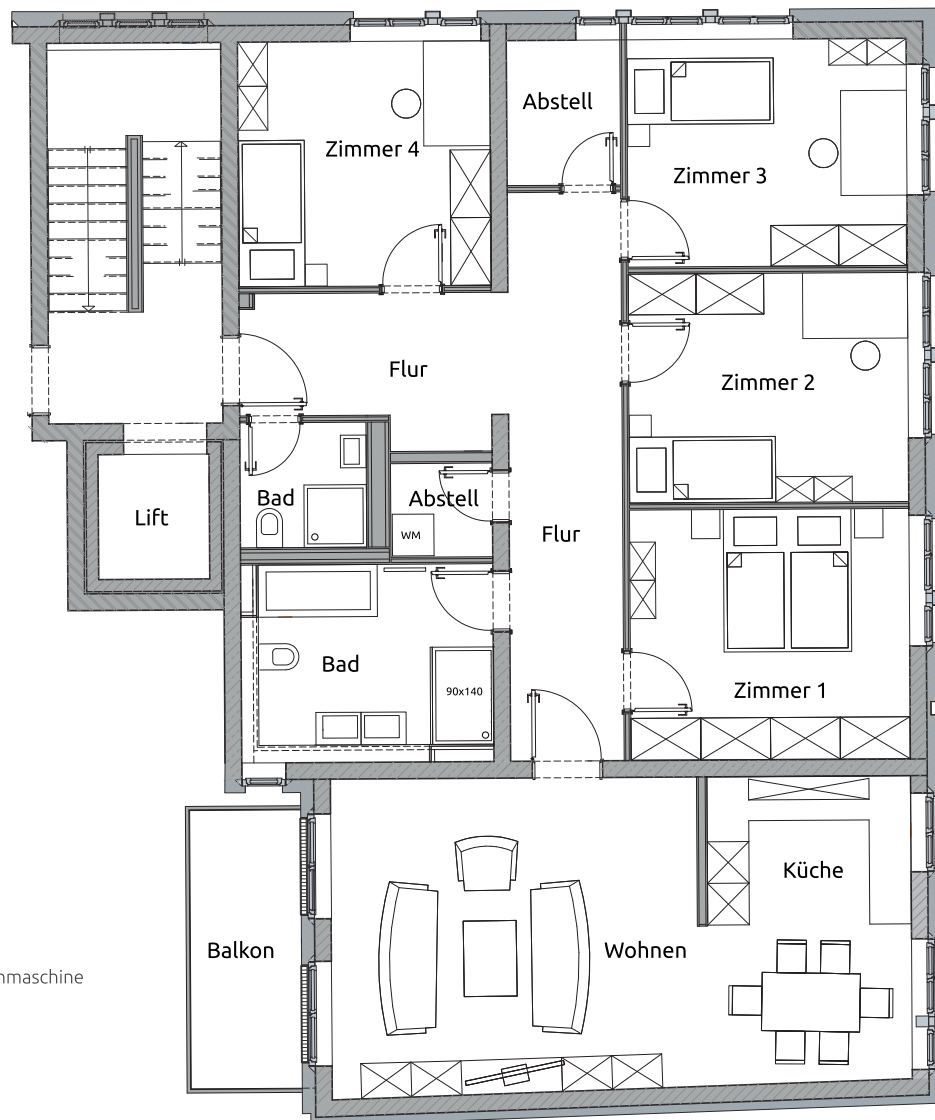 Abstell
Zimmer 4
Zimmer 3
Flur
Zimmer 2
Bad
Abstell
Lift
WM
Flur
Bad
90x140
Zimmer 1
Küche
Balkon
Wohnen
nmaschine